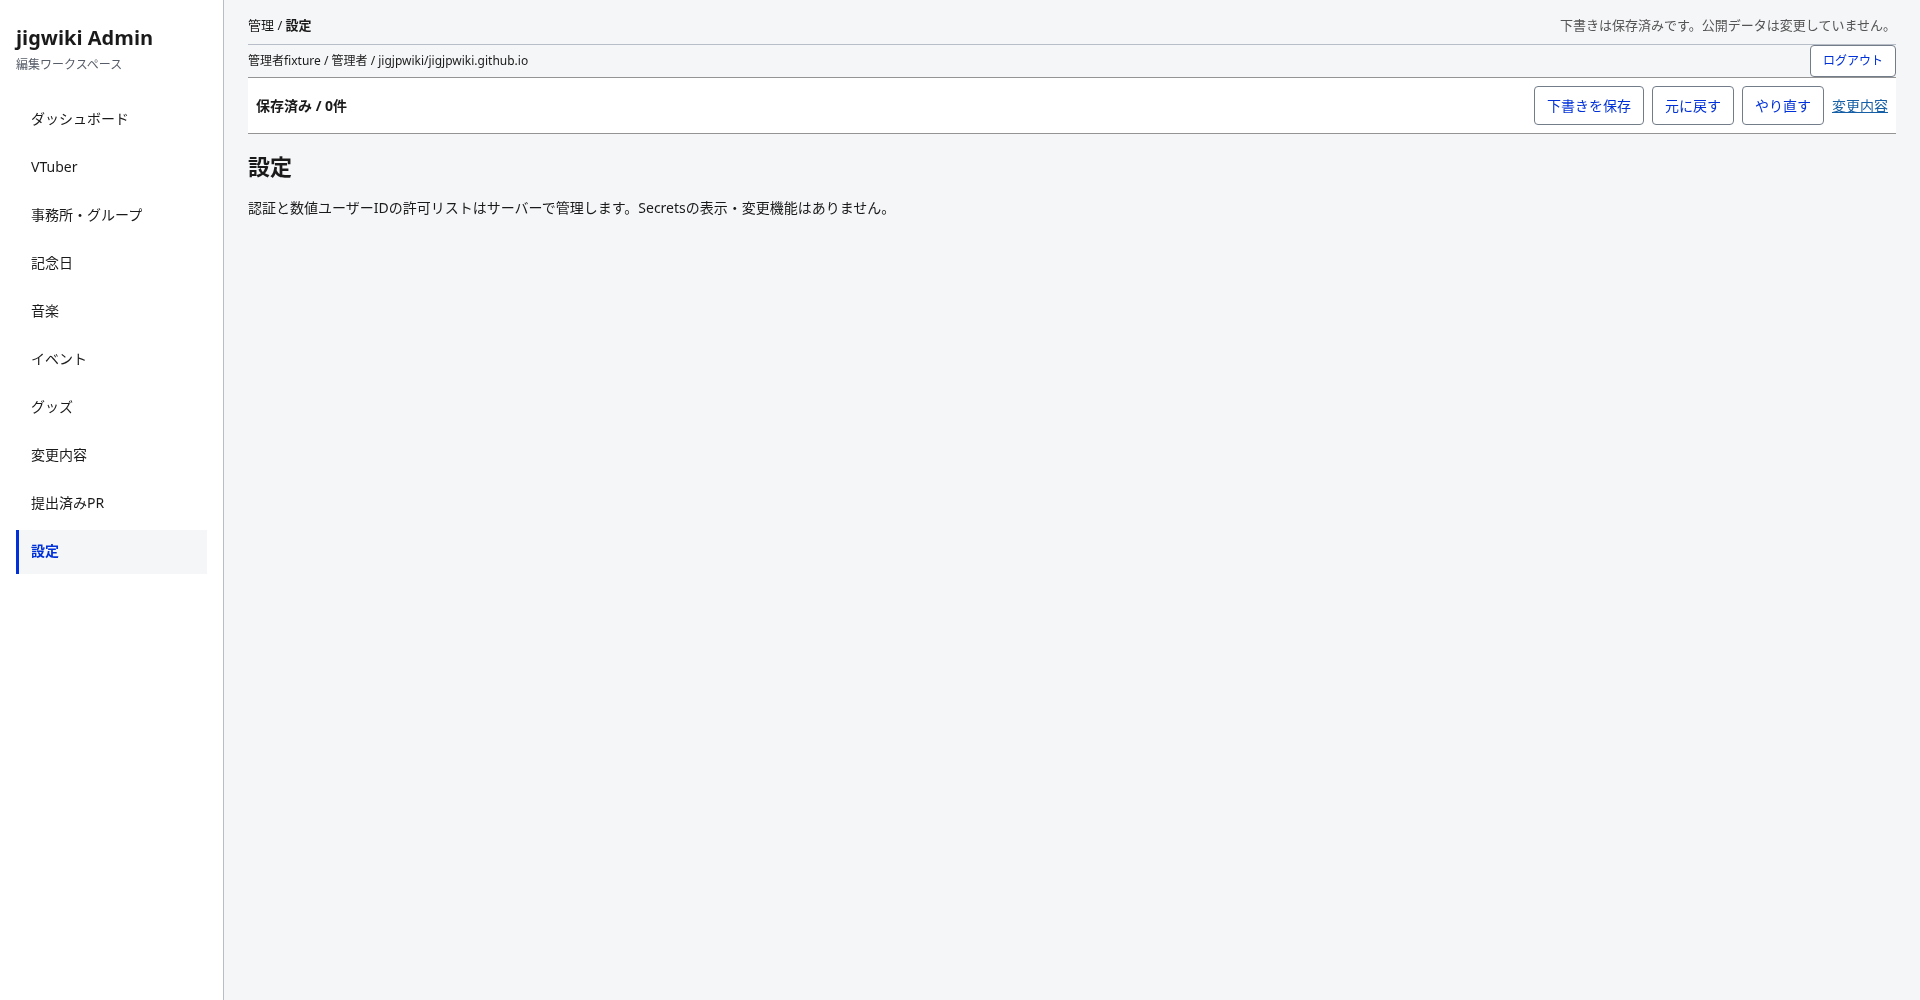 jigwiki Admin
編集ワークスペース
ダッシュボード
VTuber
事務所・グループ
記念日
音楽
イベント
グッズ
変更内容
提出済みPR
設定
管理 / 設定
下書きは保存済みです。公開データは変更していません。
管理者fixture / 管理者 / jigjpwiki/jigjpwiki.github.io
ログアウト
保存済み / 0件
下書きを保存
元に戻す
やり直す
変更内容
設定
認証と数値ユーザーIDの許可リストはサーバーで管理します。Secretsの表示・変更機能はありません。